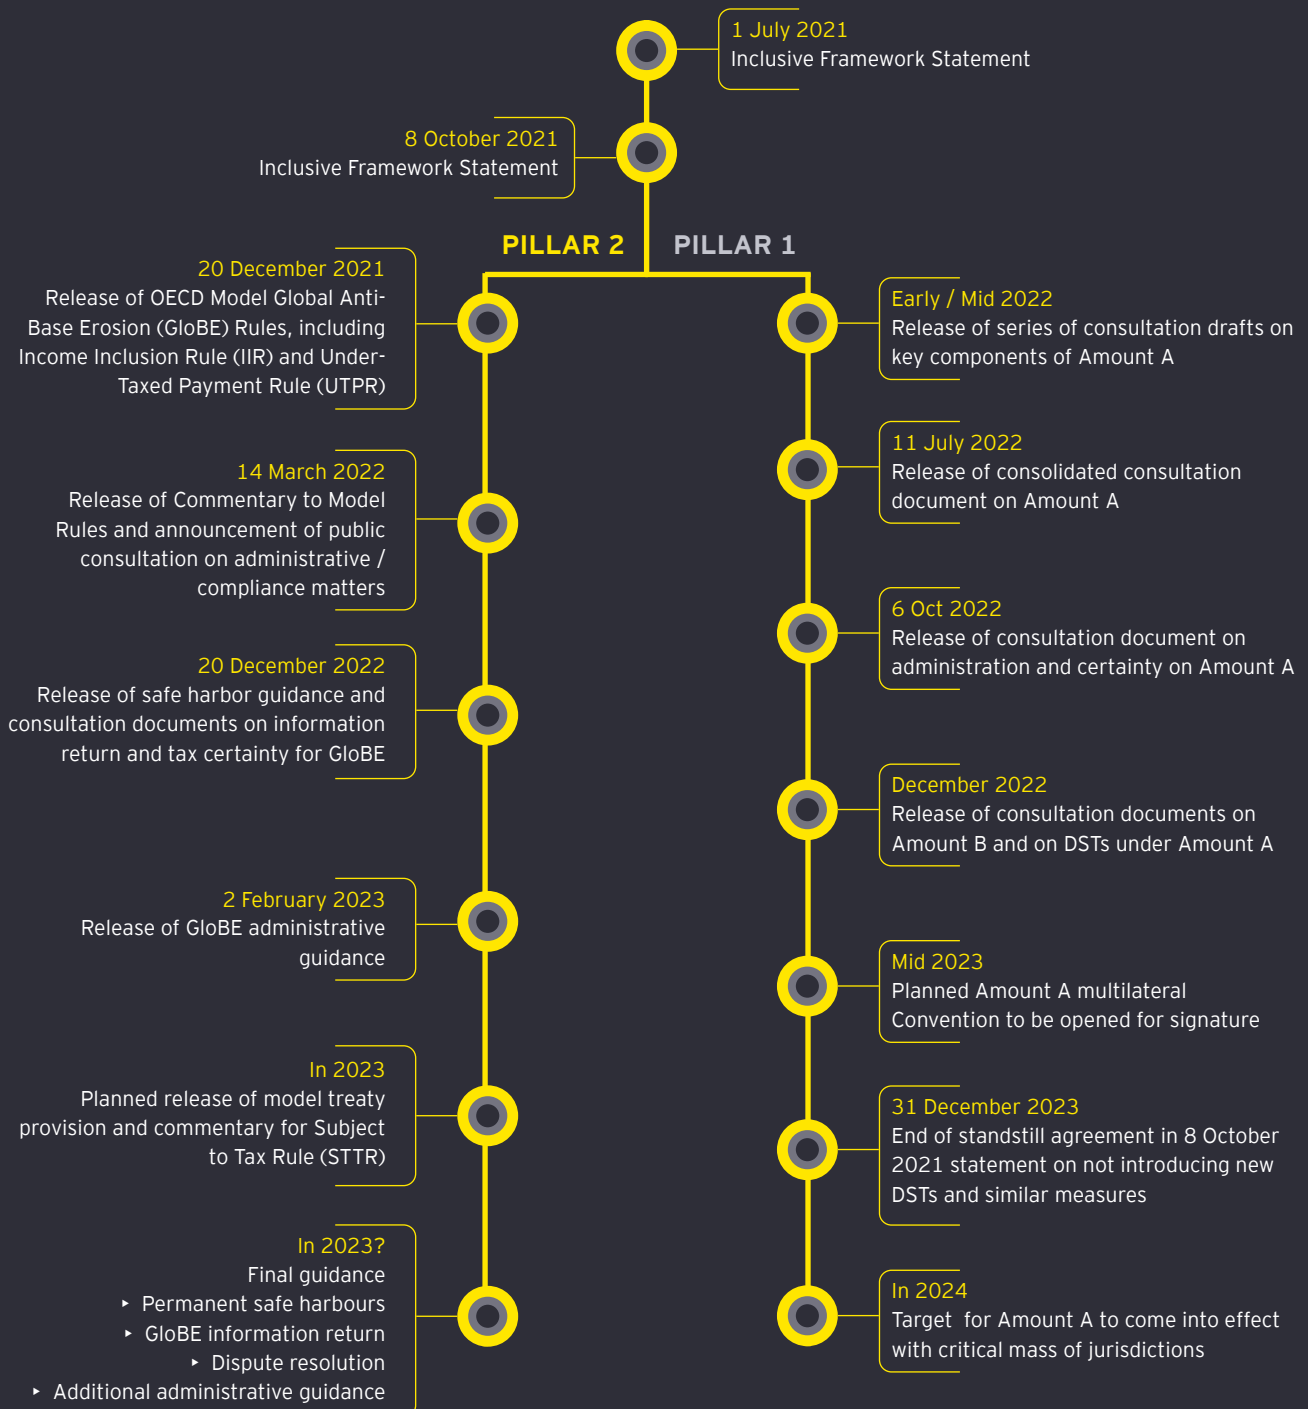 1 July 2021
Inclusive Framework Statement
8 October 2021
Inclusive Framework Statement
PILLAR 2
PILLAR 1
20 December 2021
Release of OECD Model Global Anti-
Base Erosion (GloBE) Rules, including
Income Inclusion Rule (IIR) and Under-
Taxed Payment Rule (UTPR)
14 March 2022
Release of Commentary to Model
Rules and announcement of public
consultation on administrative /
compliance matters
20 December 2022
Release of safe harbor guidance and
consultation documents on information
return and tax certainty for GloBE
2 February 2023
Release of GloBE administrative
guidance
In 2023
Planned release of model treaty
provision and commentary for Subject
to Tax Rule (STTR)
In 2023?
Final guidance
‣ Permanent safe harbours
‣ GloBE information return
‣ Dispute resolution
‣ Additional administrative guidance
Early / Mid 2022
Release of series of consultation drafts on
key components of Amount A
11 July 2022
Release of consolidated consultation
document on Amount A
6 Oct 2022
Release of consultation document on
administration and certainty on Amount A
December 2022
Release of consultation documents on
Amount B and on DSTs under Amount A
Mid 2023
Planned Amount A multilateral
Convention to be opened for signature
31 December 2023
End of standstill agreement in 8 October
2021 statement on not introducing new
DSTs and similar measures
In 2024
Target for Amount A to come into effect
with critical mass of jurisdictions